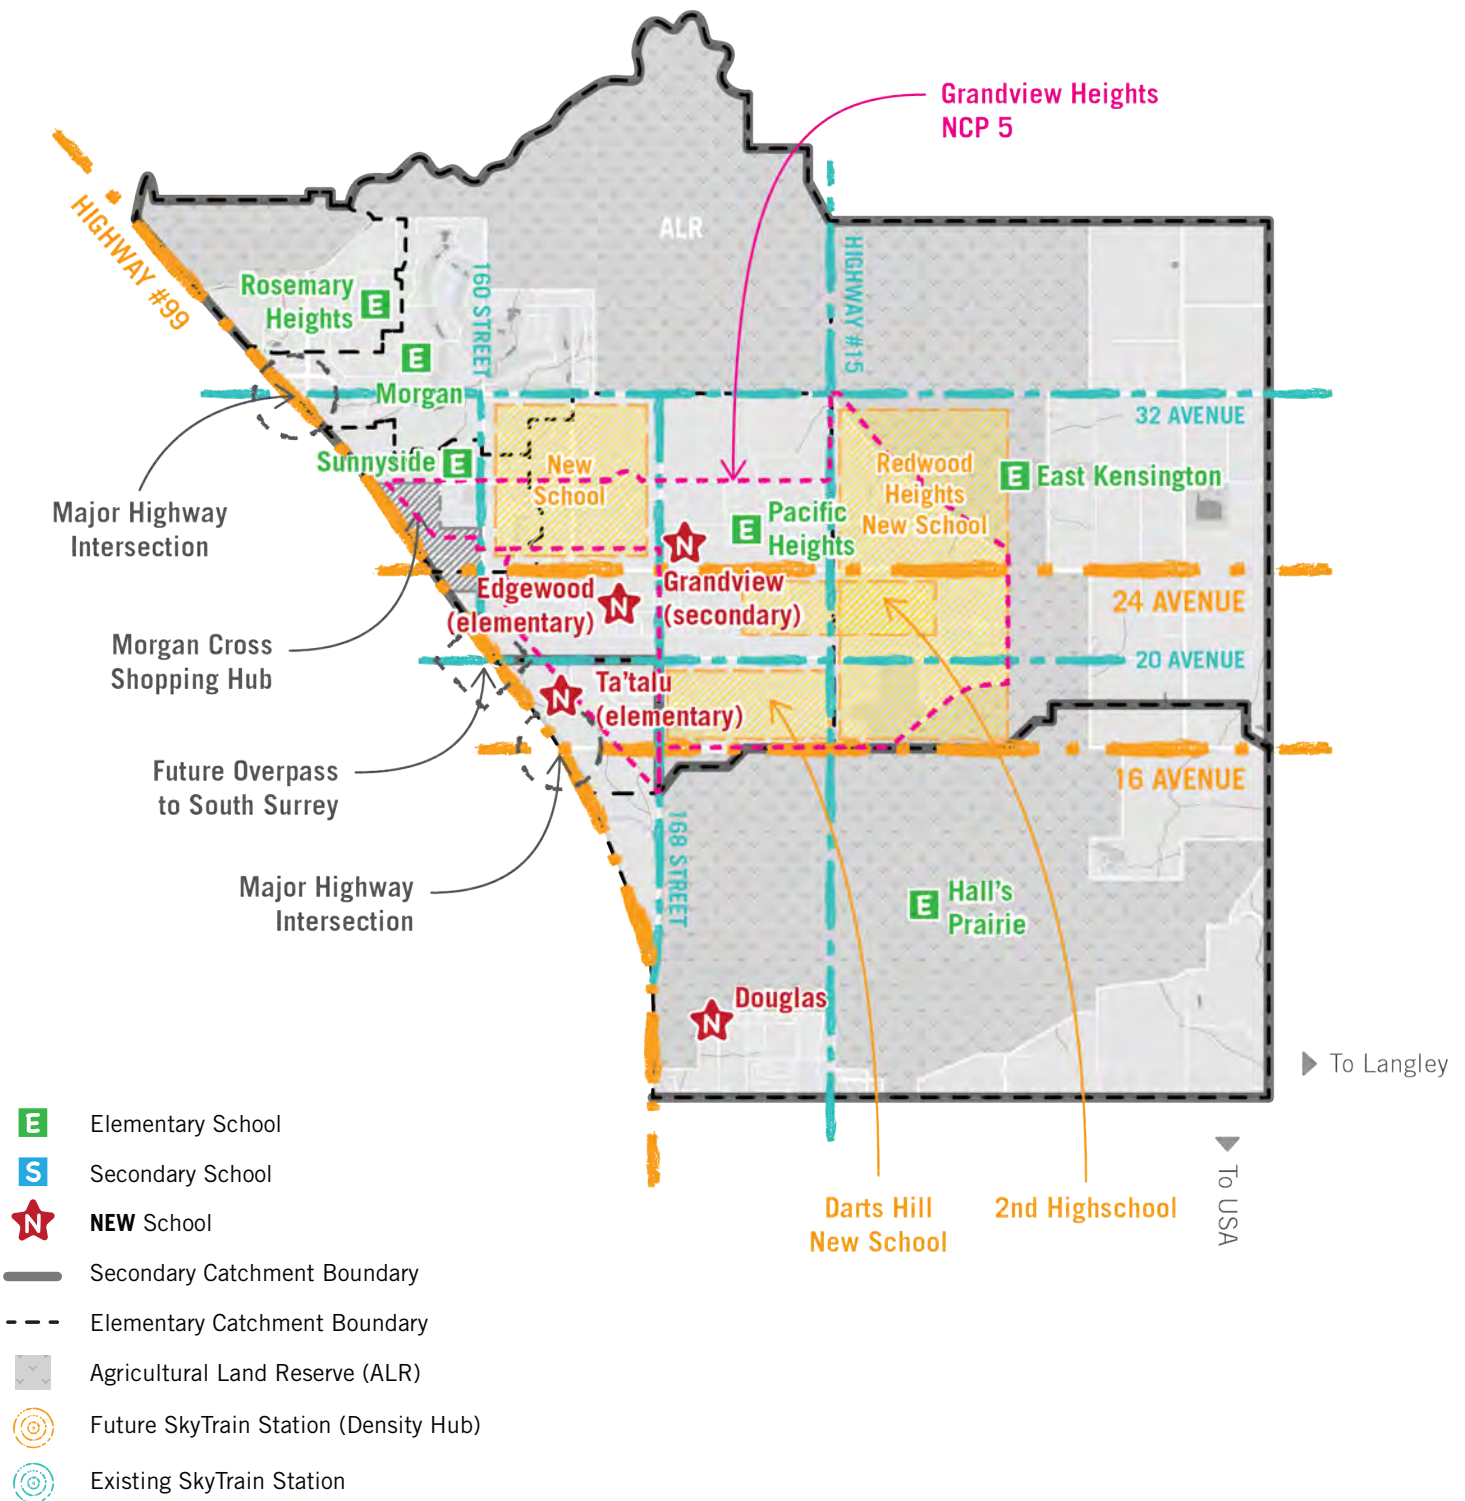 Grandview Heights
NCP 5
ALR
HIGHWAY #99
HIGHWAY #15
160 STREET
Rosemary
Heights
E
E
Morgan
32 AVENUE
Sunnyside
E
New
School
Redwood
Heights
New School
E
East Kensington
Major Highway
Intersection
Pacific
Heights
E
N
Grandview
(secondary)
Edgewood
(elementary)
N
24 AVENUE
Morgan Cross
Shopping Hub
20 AVENUE
N
Ta'talu
(elementary)
Future Overpass
to South Surrey
16 AVENUE
168 STREET
Major Highway
Intersection
E
Hall's
Prairie
Douglas
N
To Langley
To USA
Darts Hill
New School
2nd Highschool
E
Elementary School
S
Secondary School
N
NEW School
Secondary Catchment Boundary
Elementary Catchment Boundary
Agricultural Land Reserve (ALR)
Future SkyTrain Station (Density Hub)
Existing SkyTrain Station